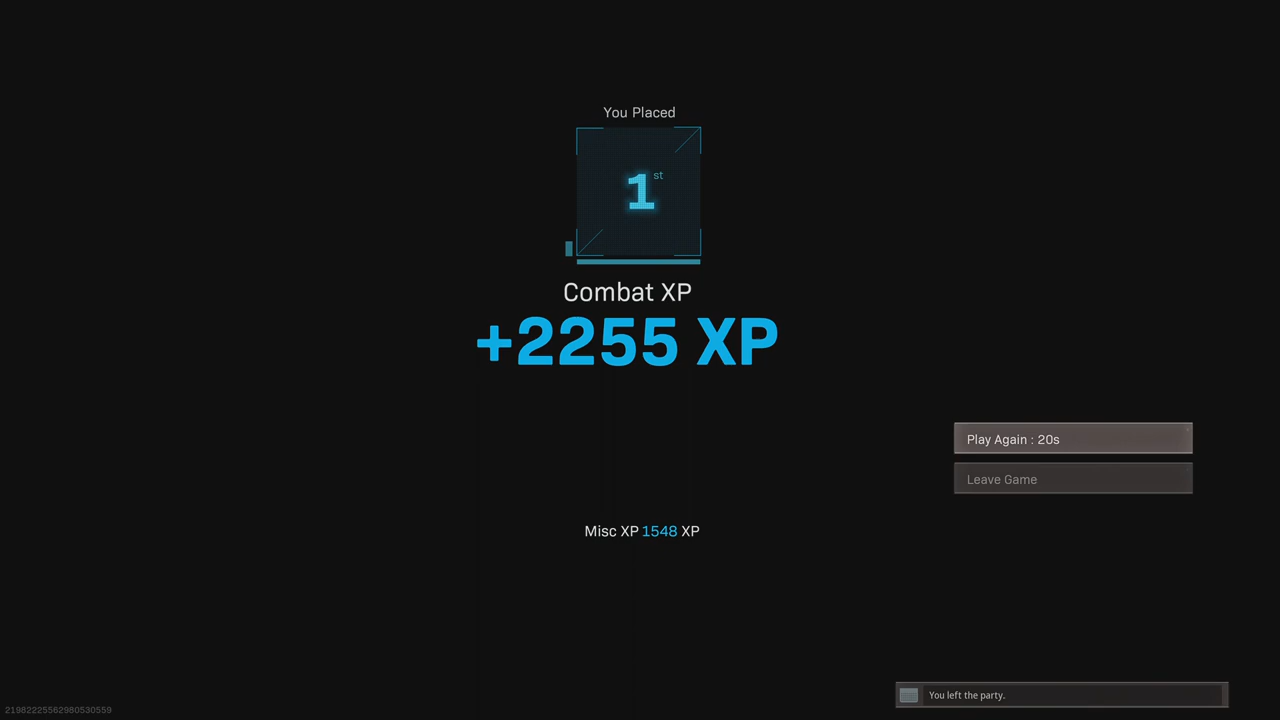 You Placed
1st
Combat XP
+2255 XP
Play Again : 20s
Leave Game
Misc XP 1548 XP
You left the party.
21982225562980530559